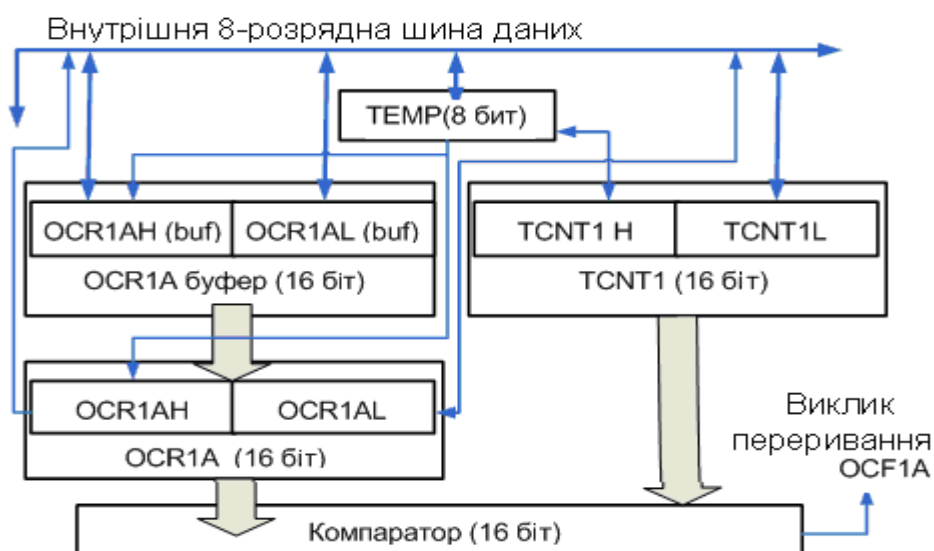 Внутрішня 8-розрядна шина даних
TEMP(8 бит)
OCR1AH (buf)
OCR1AL (buf)
OCR1A буфер (16 біт)
TCNT1 H
TCNT1L
TCNT1 (16 біт)
OCR1AH
OCR1AL
OCR1A (16 біт)
Виклик
переривання
OCF1A
Компаратор (16 біт)